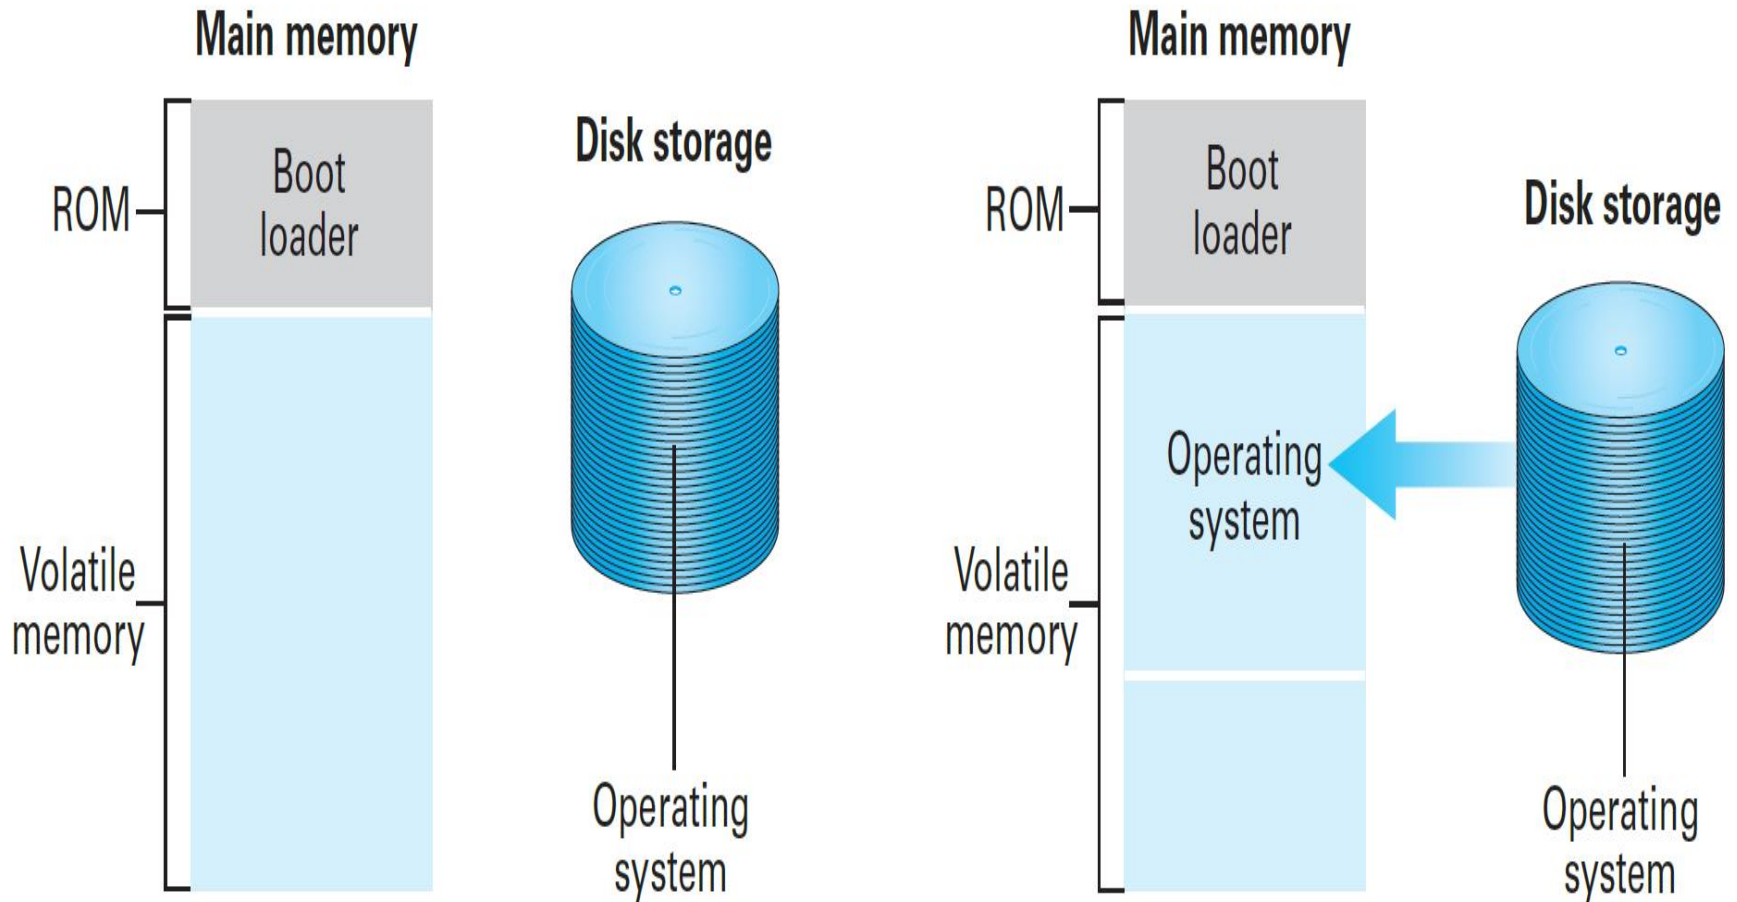 Main memory
Disk storage
ROM
Boot
loader
Volatile
memory
Operating
system
Main memory
Disk storage
ROM
Boot
loader
Operating
system
Volatile
memory
Operating
system